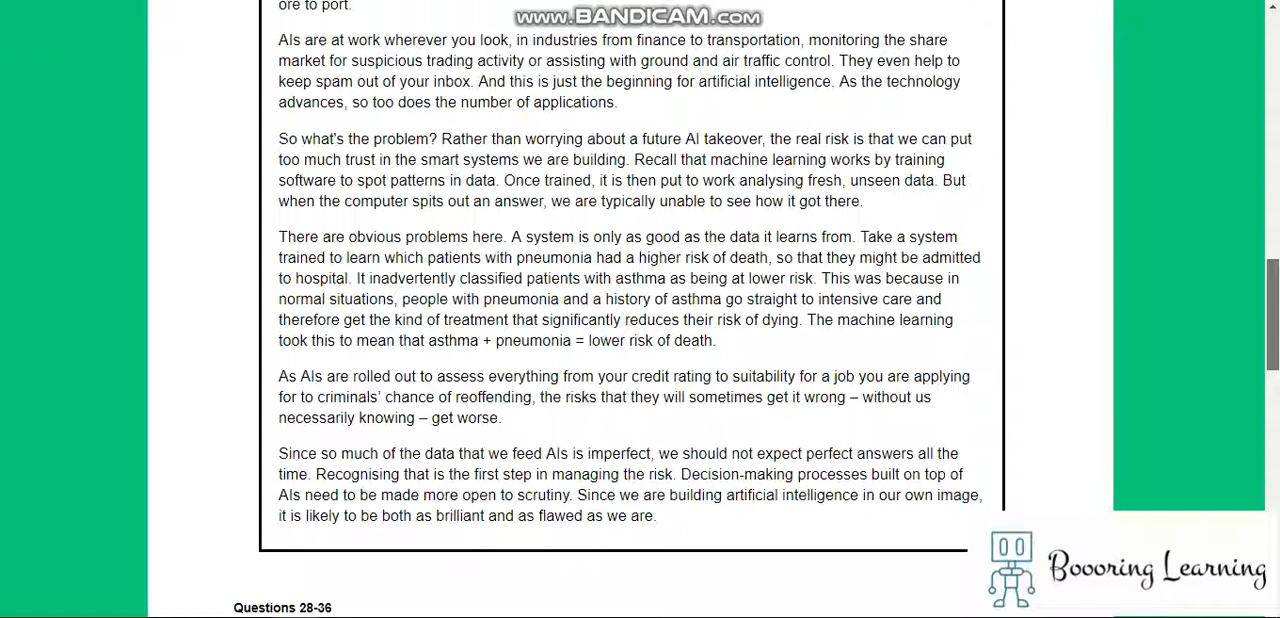 ore to port.
www.BANDICAM.com
AIs are at work wherever you look, in industries from finance to transportation, monitoring the share
market for suspicious trading activity or assisting with ground and air traffic control. They even help to
keep spam out of your inbox. And this is just the beginning for artificial intelligence. As the technology
advances, so too does the number of applications.
So what's the problem? Rather than worrying about a future AI takeover, the real risk is that we can put
too much trust in the smart systems we are building. Recall that machine learning works by training
software to spot patterns in data. Once trained, it is then put to work analysing fresh, unseen data. But
when the computer spits out an answer, we are typically unable to see how it got there.
There are obvious problems here. A system is only as good as the data it learns from. Take a system
trained to learn which patients with pneumonia had a higher risk of death, so that they might be admitted
to hospital. It inadvertently classified patients with asthma as being at lower risk. This was because in
normal situations, people with pneumonia and a history of asthma go straight to intensive care and
therefore get the kind of treatment that significantly reduces their risk of dying. The machine learning
took this to mean that asthma + pneumonia = lower risk of death.
As AIs are rolled out to assess everything from your credit rating to suitability for a job you are applying
for to criminals' chance of reoffending, the risks that they will sometimes get it wrong – without us
necessarily knowing – get worse.
Since so much of the data that we feed AIs is imperfect, we should not expect perfect answers all the
time. Recognising that is the first step in managing the risk. Decision-making processes built on top of
AIs need to be made more open to scrutiny. Since we are building artificial intelligence in our own image,
it is likely to be both as brilliant and as flawed as we are.
Boooring Learning
Questions 28-36